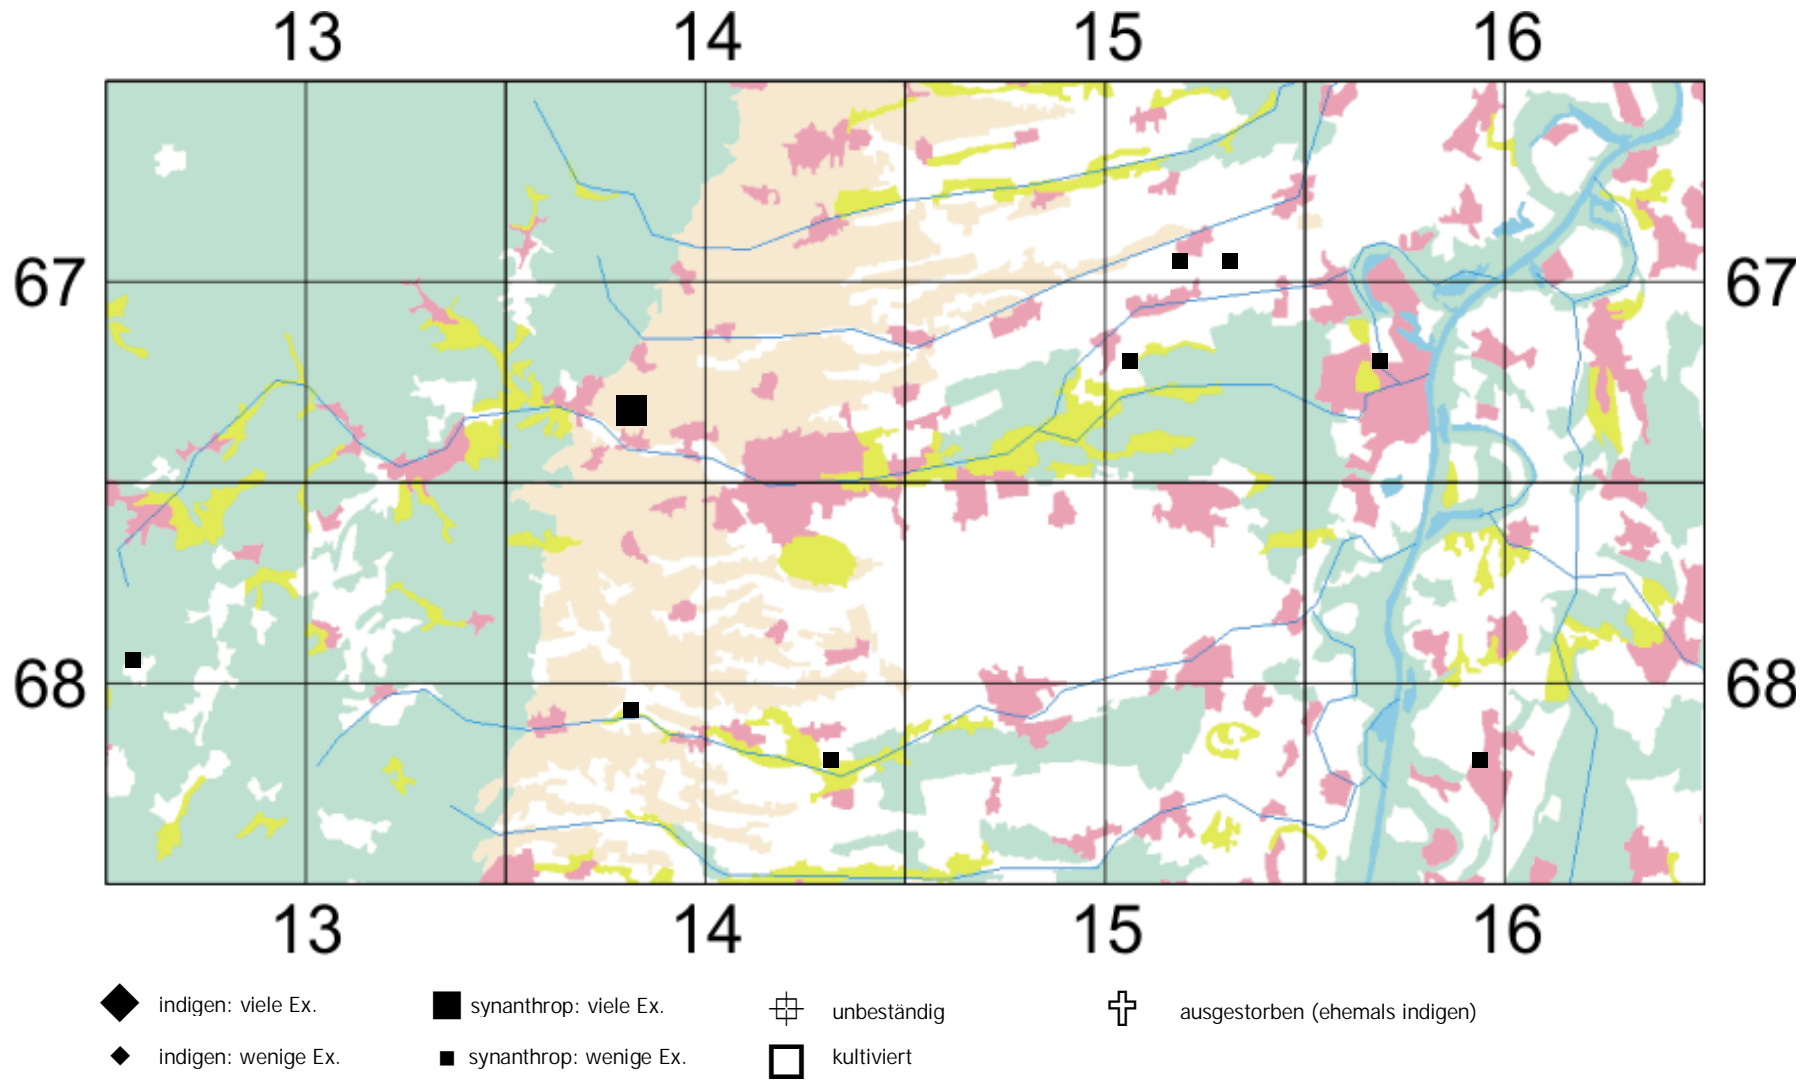 13 14 15 16
67 67
68 68
13 14 15 16
indigen: viele Ex. synanthrop: viele Ex. unbeständig ausgestorben (ehemals indigen)
indigen: wenige Ex. synanthrop: wenige Ex. kultiviert